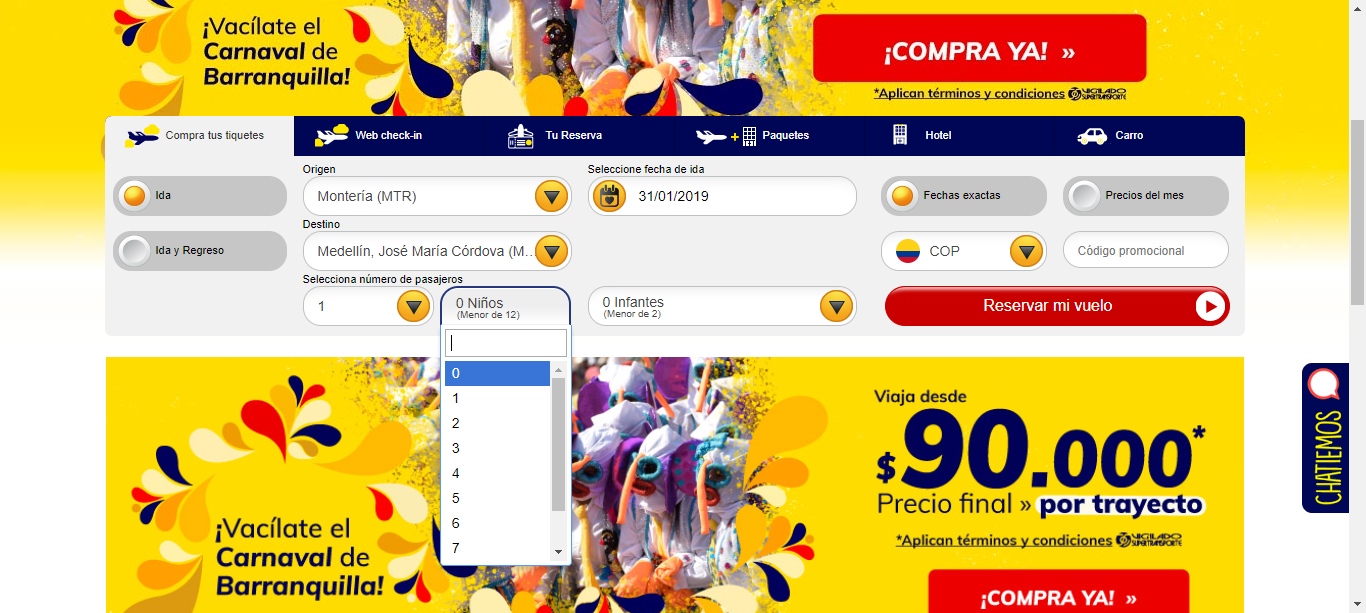 ¡Vacílate el
Carnaval de
Barranquilla!
¡COMPRA YA! »
*Aplican términos y condiciones VIGILADO SUPERTRANSPORTE
Compra tus tiquetes
Web check-in
Tu Reserva
Paquetes
Hotel
Carro
Origen
Seleccione fecha de ida
Ida
Montería (MTR)
31/01/2019
Fechas exactas
Precios del mes
Destino
Ida y Regreso
Medellín, José María Córdova (M...
COP
Código promocional
Selecciona número de pasajeros
1
0 Niños
(Menor de 12)
0 Infantes
(Menor de 2)
Reservar mi vuelo
0
1
2
3
4
5
6
7
¡Vacílate el
Carnaval de
Barranquilla!
Viaja desde
$90.000*
Precio final » por trayecto
*Aplican términos y condiciones VIGILADO SUPERTRANSPORTE
¡COMPRA YA! »
CHATIEMOS